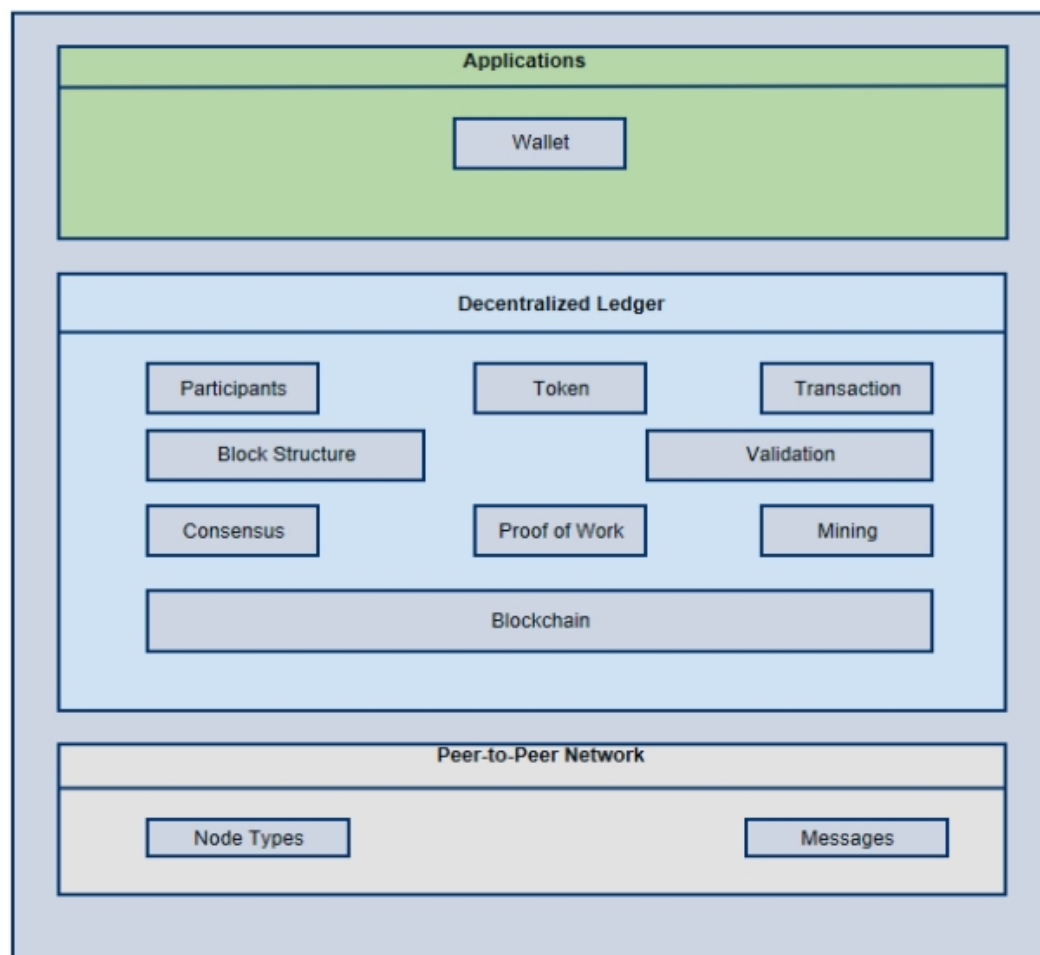 Applications
Wallet
Decentralized Ledger
Participants
Token
Transaction
Block Structure
Validation
Consensus
Proof of Work
Mining
Blockchain
Peer-to-Peer Network
Node Types
Messages